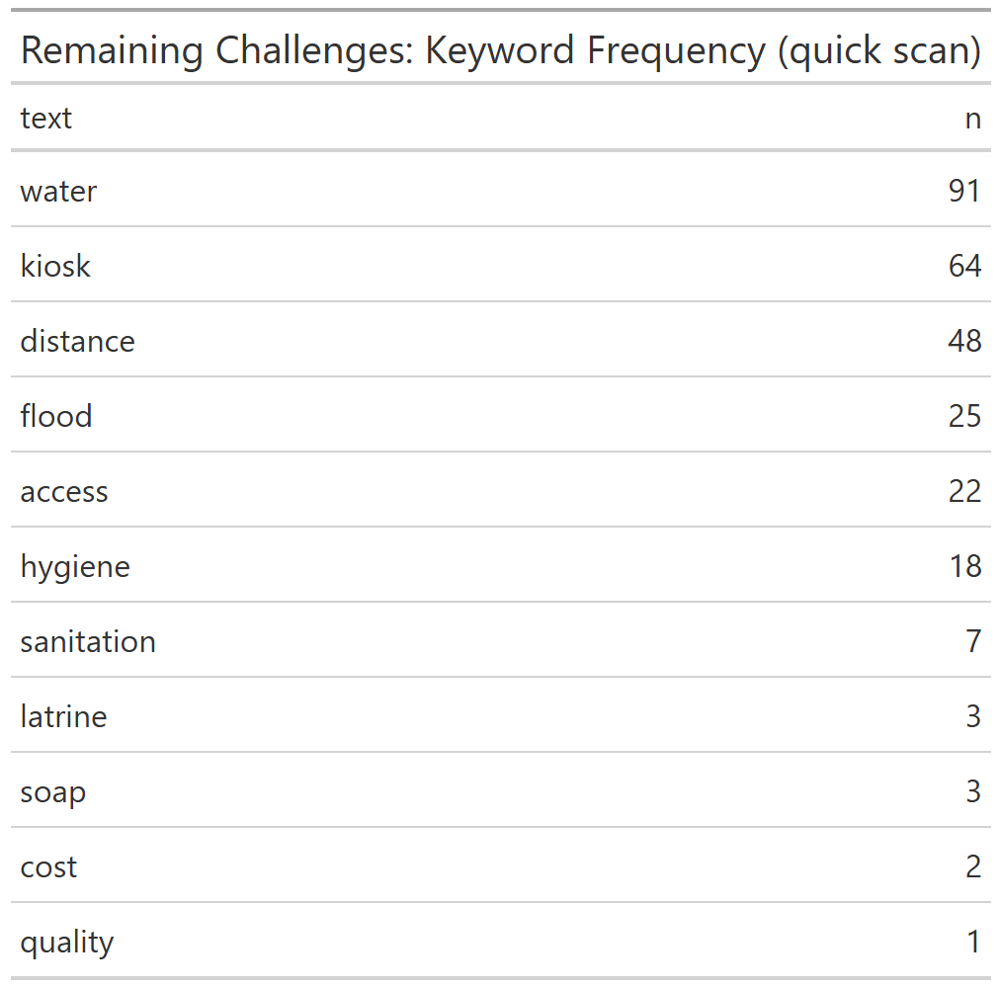 Remaining Challenges: Keyword Frequency (quick scan)
text n
water 91
kiosk 64
distance 48
flood 25
access 22
hygiene 18
sanitation 7
latrine 3
soap 3
cost 2
quality 1